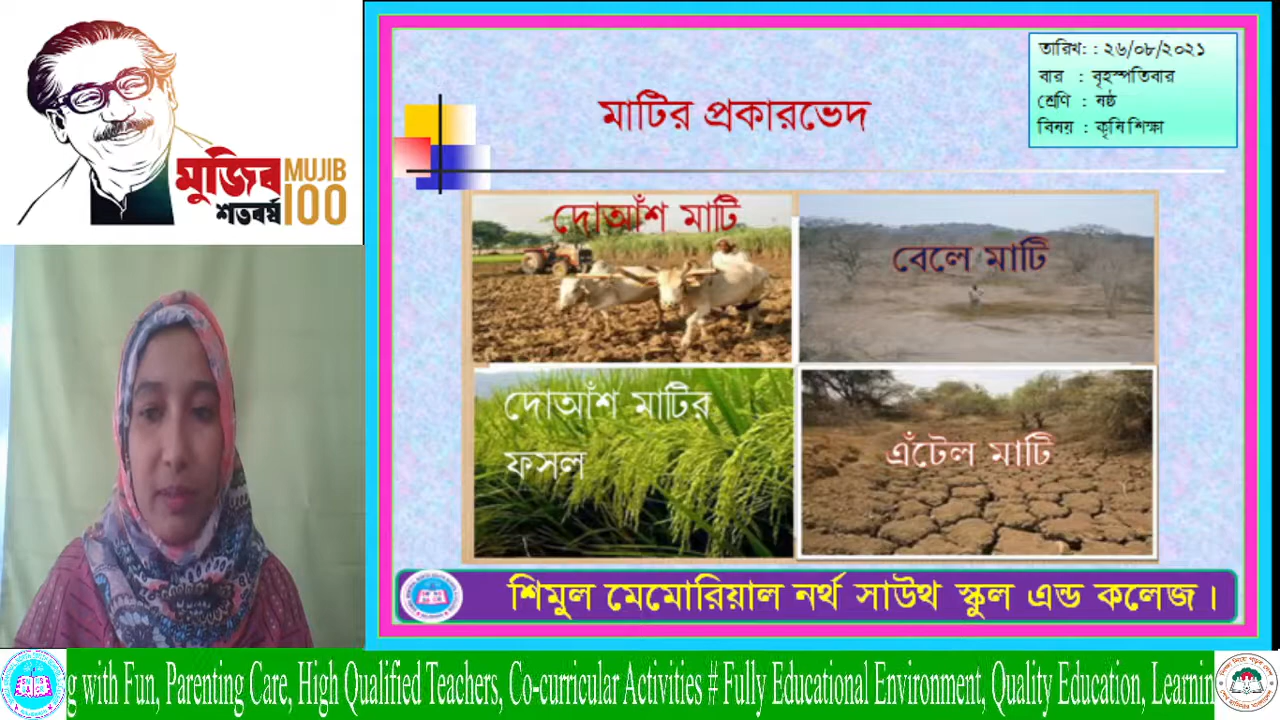 মুজিব
শতবর্ষ
MUJIB
100
মাটির প্রকারভেদ
তারিখ: : ২৬/০৮/২০২১
বার : বৃহস্পতিবার
শ্রেণি : ষষ্ঠ
বিষয় : কৃষি শিক্ষা
দোআঁশ মাটি
বেলে মাটি
দোআঁশ মাটির
ফসল
এঁটেল মাটি
শিমুল মেমোরিয়াল নর্থ সাউথ স্কুল এন্ড কলেজ।
g with Fun, Parenting Care, High Qualified Teachers, Co-curricular Activities # Fully Educational Environment, Quality Education, Learnin